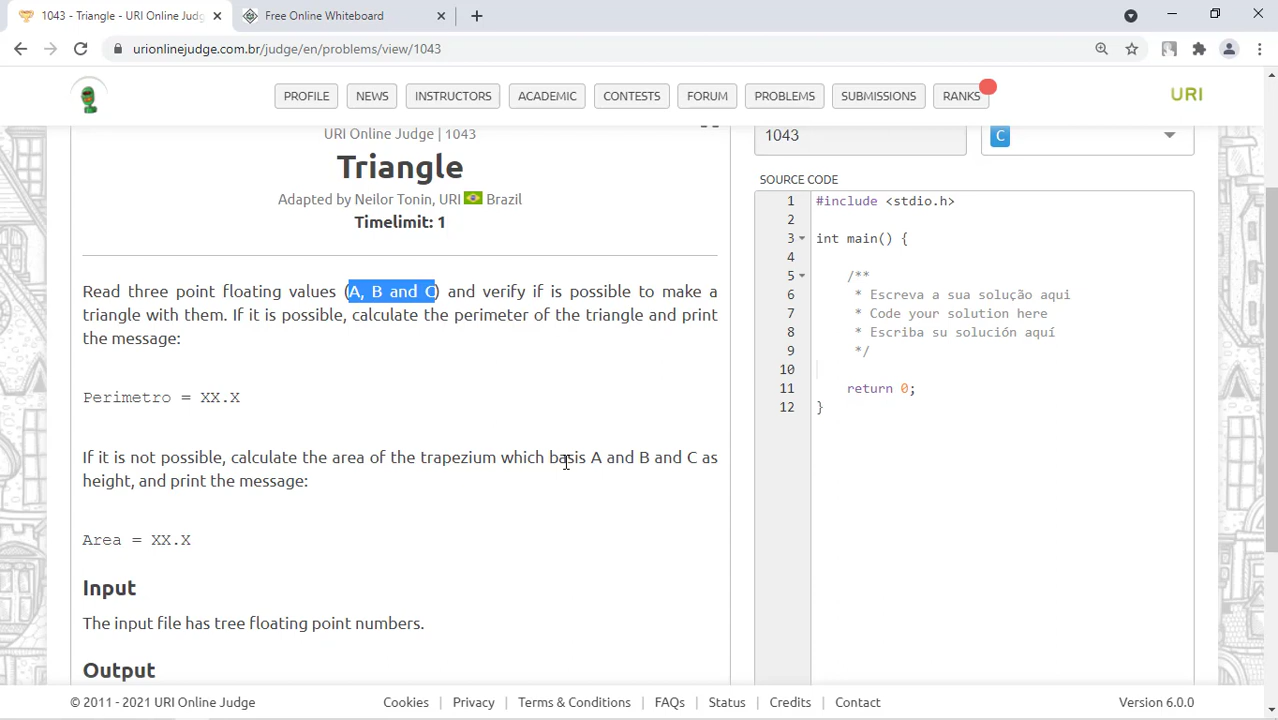 1043 - Triangle - URI Online Judg
Free Online Whiteboard
urionlinejudge.com.br/judge/en/problems/view/1043
PROFILE
NEWS
INSTRUCTORS
ACADEMIC
CONTESTS
FORUM
PROBLEMS
SUBMISSIONS
RANKS
URI
URI Online Judge | 1043
Triangle
Adapted by Neilor Tonin, URI Brazil
Timelimit: 1
Read three point floating values (A, B and C) and verify if is possible to make a
triangle with them. If it is possible, calculate the perimeter of the triangle and print
the message:
Perimetro = XX.X
If it is not possible, calculate the area of the trapezium which basis A and B and C as
height, and print the message:
Area = XX.X
Input
The input file has tree floating point numbers.
Output
1043
C
SOURCE CODE
1 #include <stdio.h>
2
3 int main() {
4
5 /**
6 * Escreva a sua solução aqui
7 * Code your solution here
8 * Escriba su solución aquí
9 */
10
11 return 0;
12 }
© 2011 - 2021 URI Online Judge
Cookies
Privacy
Terms & Conditions
FAQs
Status
Credits
Contact
Version 6.0.0